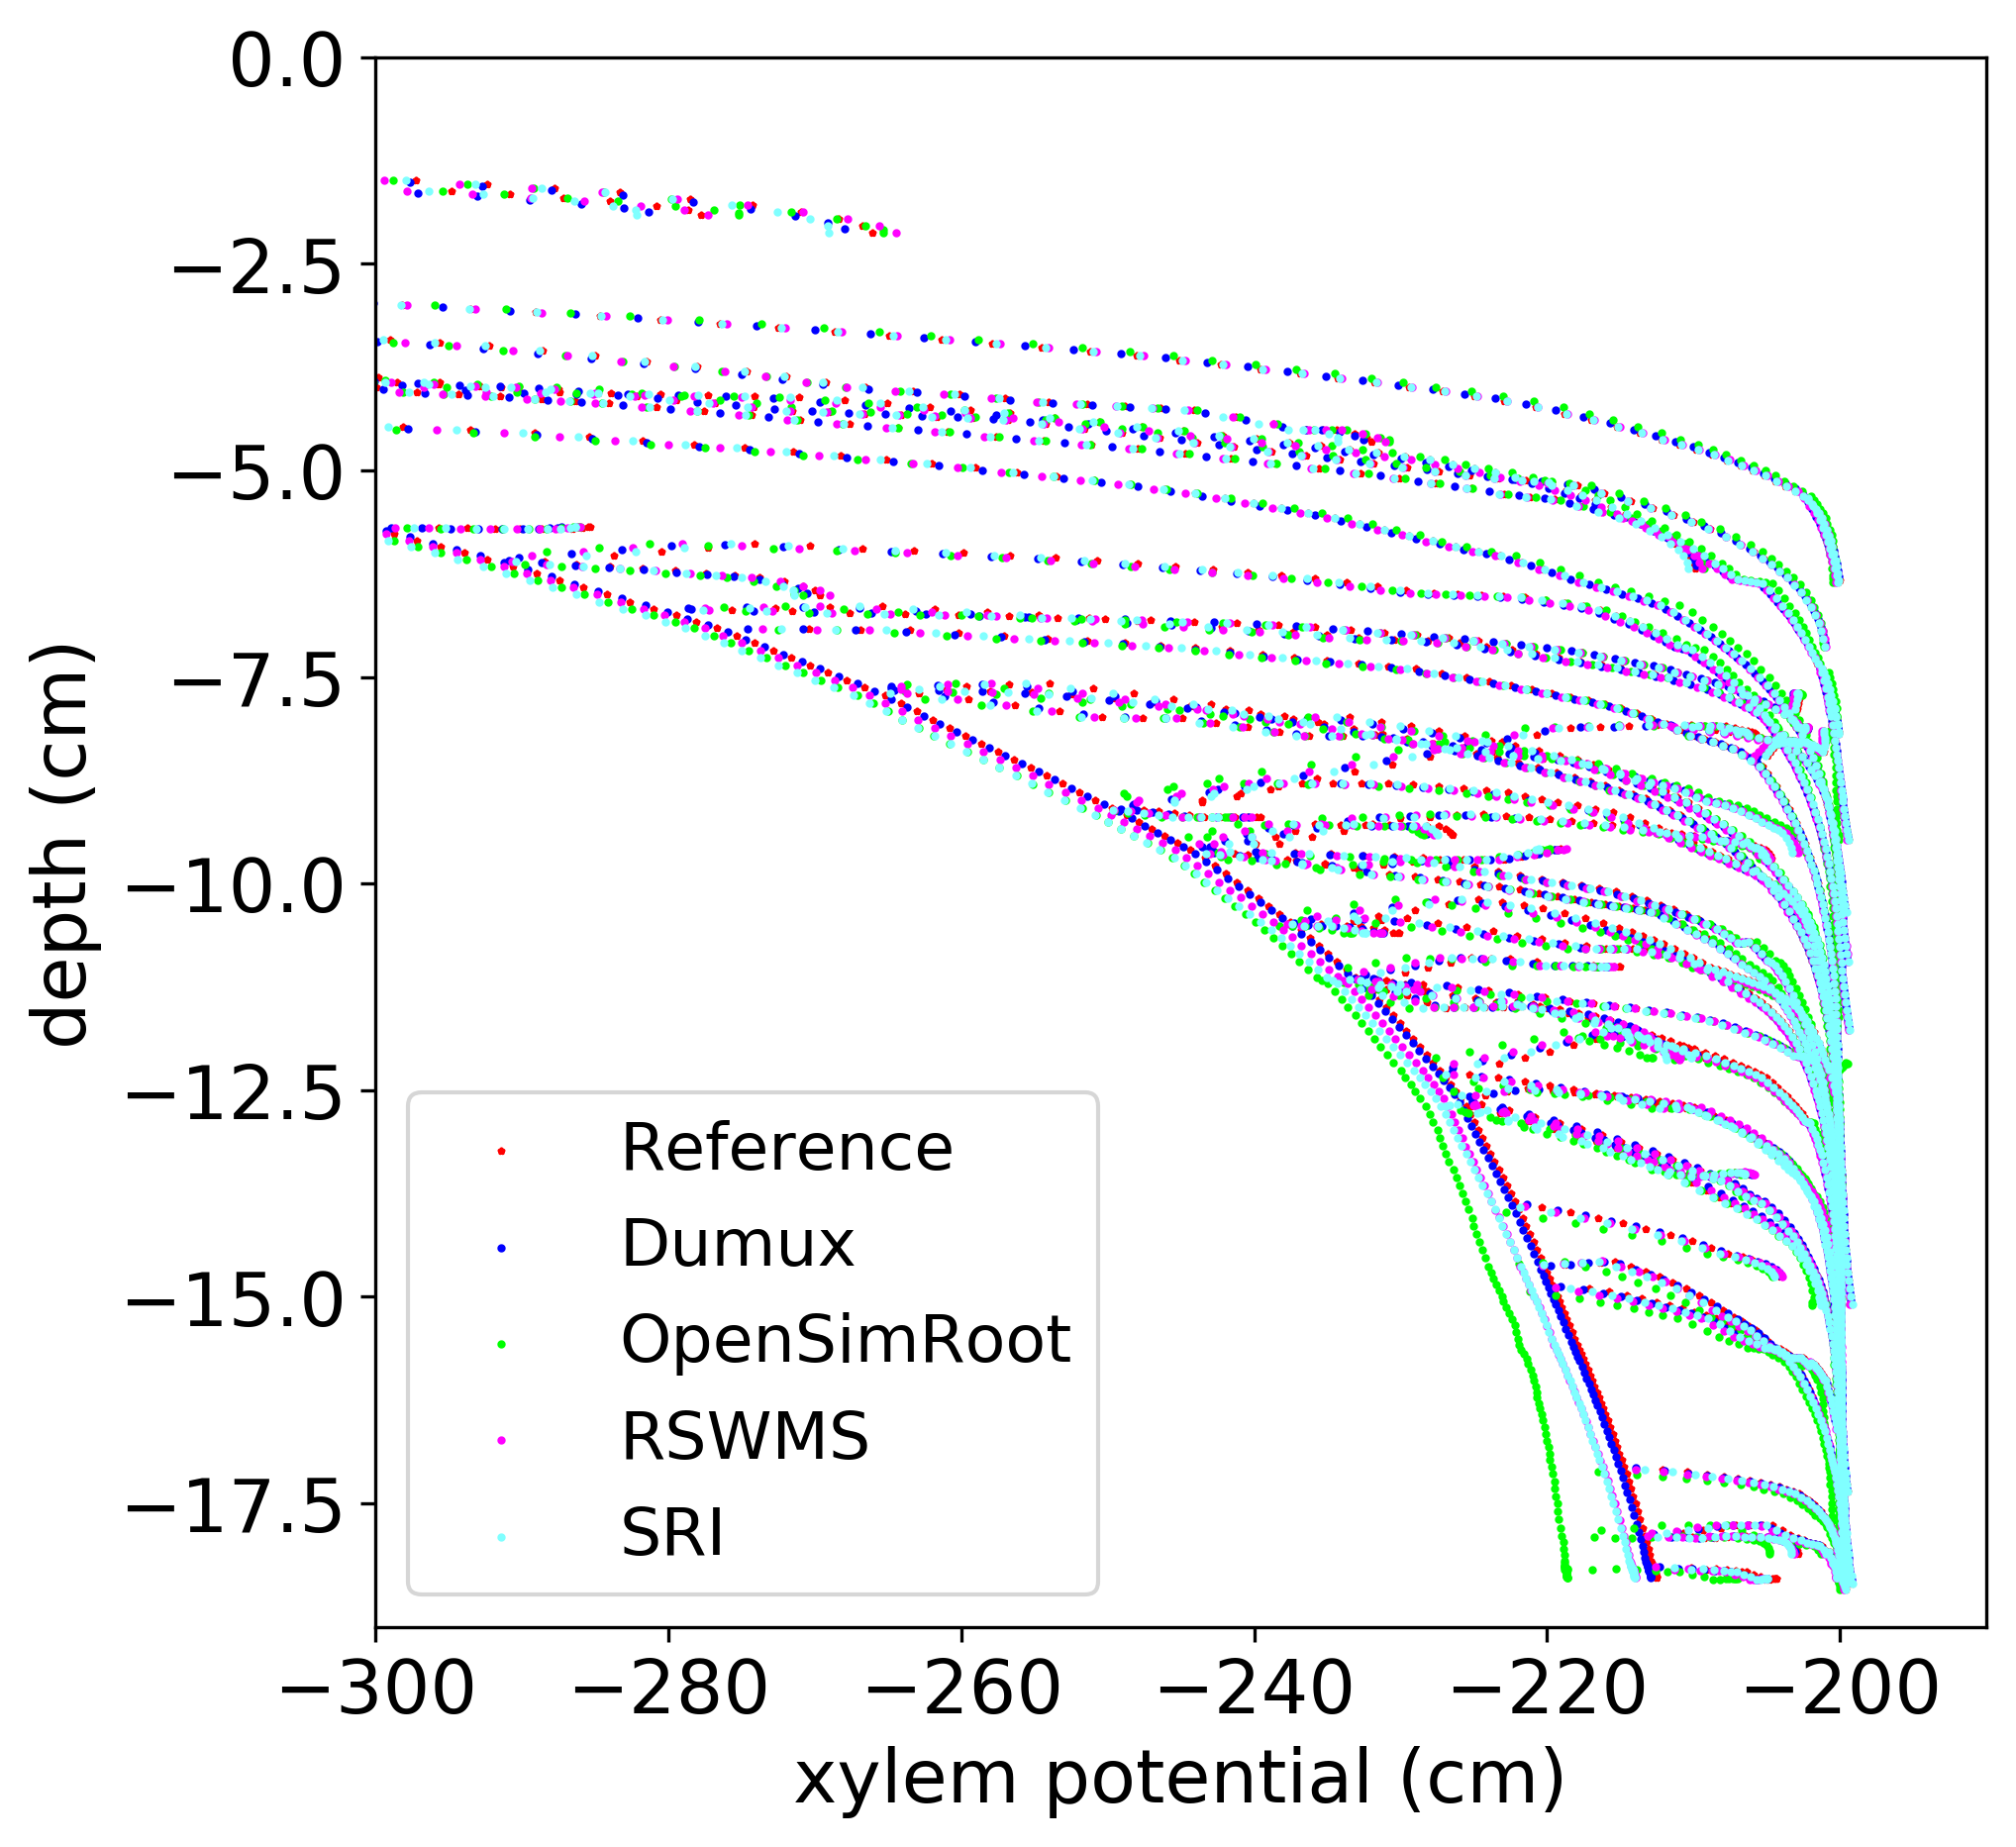 0.0
−2.5
−5.0
−7.5
−10.0
−12.5
−15.0
−17.5
depth (cm)
Reference
Dumux
OpenSimRoot
RSWMS
SRI
−300 −280 −260 −240 −220 −200
xylem potential (cm)